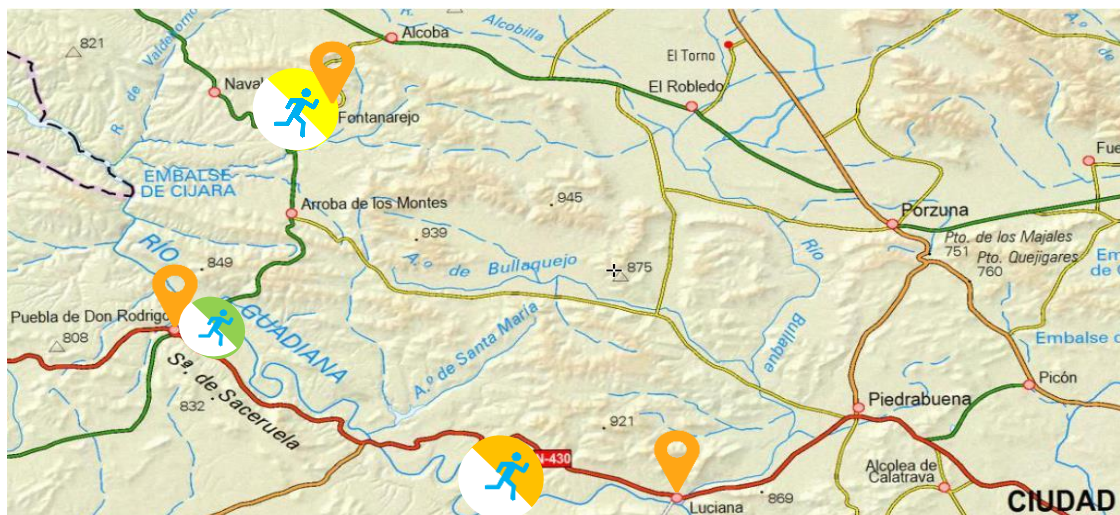 821
R. de Valdehornos
Alcoba
R. Alcobilla
El Torno
El Robledo
Fontanarejo
EMBALSE
DE CIJARA
Arroba de los Montes
945
939
Porzuna
Pto. de los Majales
751
Pto. Quejigares
760
RÍO
849
A.º de Bullaquejo
875
Río
Bullaque
GUADIANA
Puebla de Don Rodrigo
808
A.º de Santa María
Embalse
Sª. de Saceruela
832
Picón
Piedrabuena
921
N-430
Alcolea de
Calatrava
869
Luciana
CIUDAD